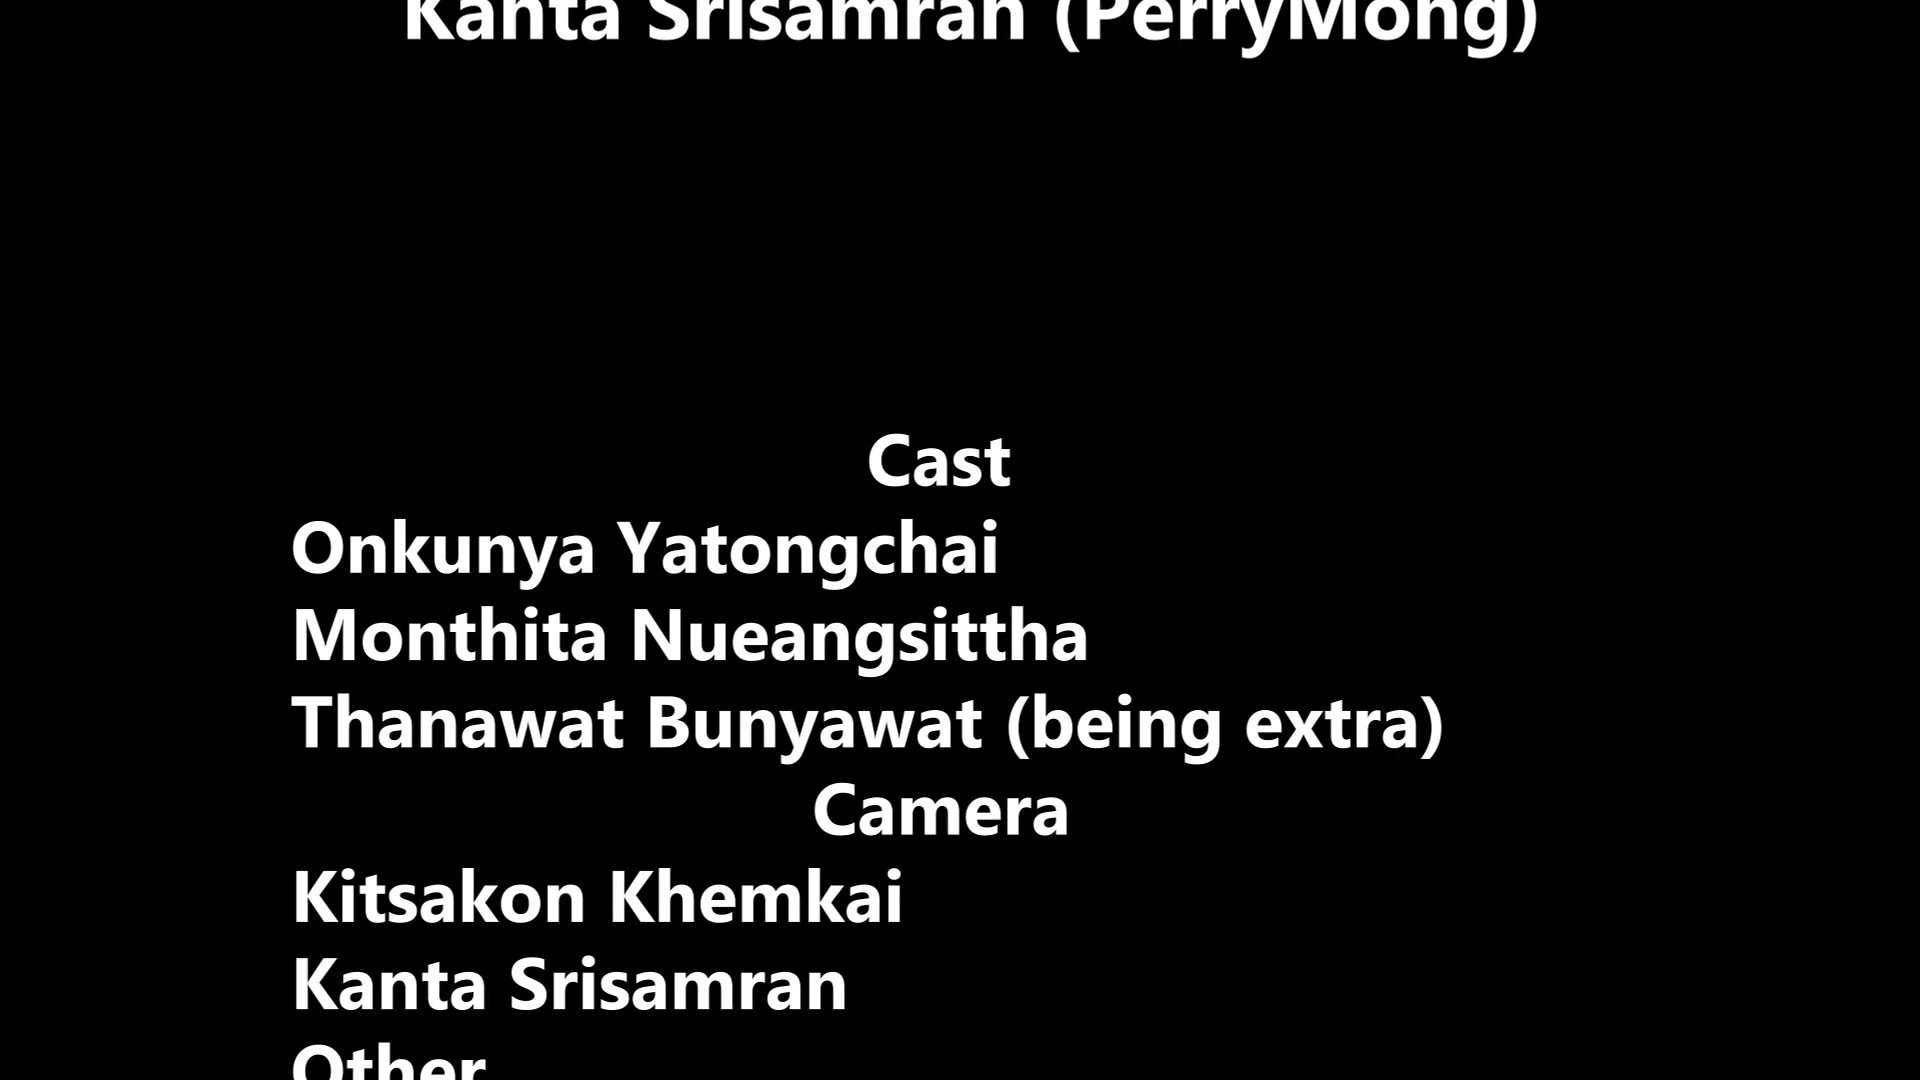 Kanta Srisamran (PerryMong)
Cast
Onkunya Yatongchai
Monthita Nueangsittha
Thanawat Bunyawat (being extra)
Camera
Kitsakon Khemkai
Kanta Srisamran
Other